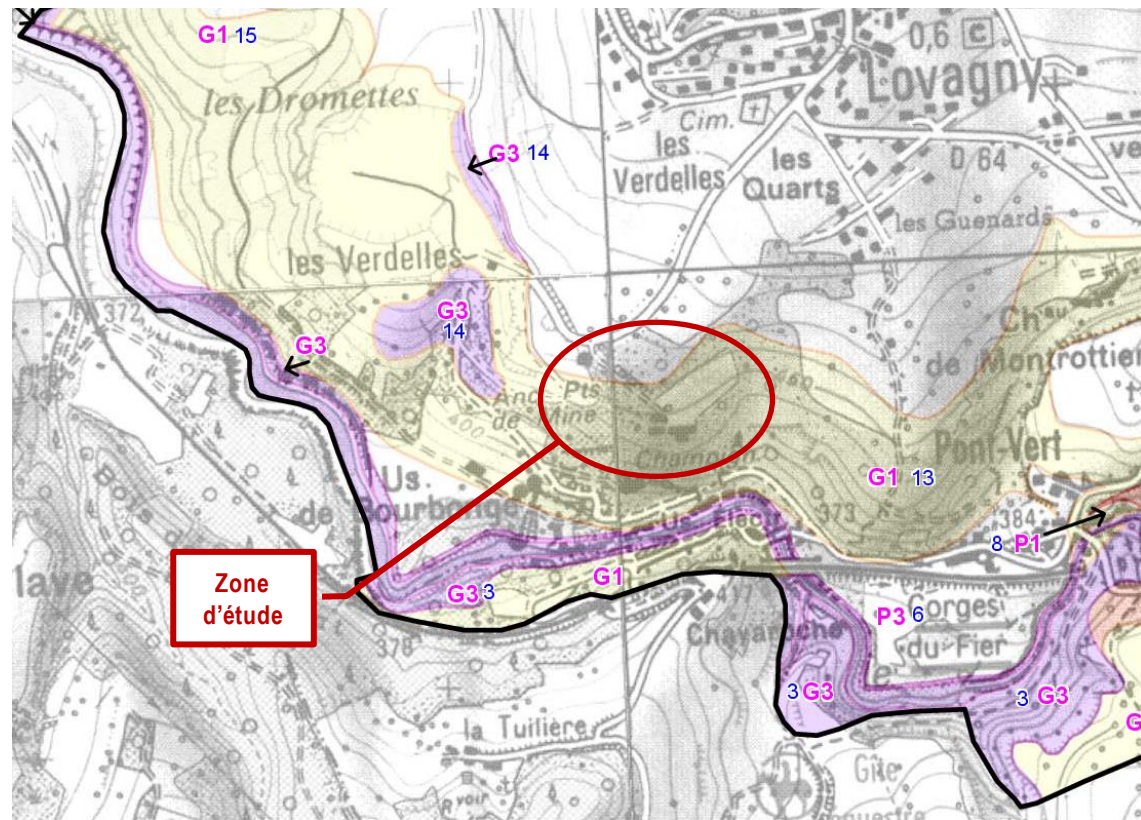 G1 15
0,6 C
Lovagny
les Dromettes
Cim.
les
Verdelles
les
Quarts
G3 14
D 64
les Guenards
les Verdelles
G3
14
372
G3
Chau
de Montrottier
Anc. Pts
de Mine
400
Pont-Vert
G1 13
Us.
de Bourbonge
373
384
8 P1
Zone
d'étude
G1
G3 3
P3 6
Gorges
du Fier
Chavaroche
378
3 G3
3 G3
G
la Tuilière
Rvoir
Gîte